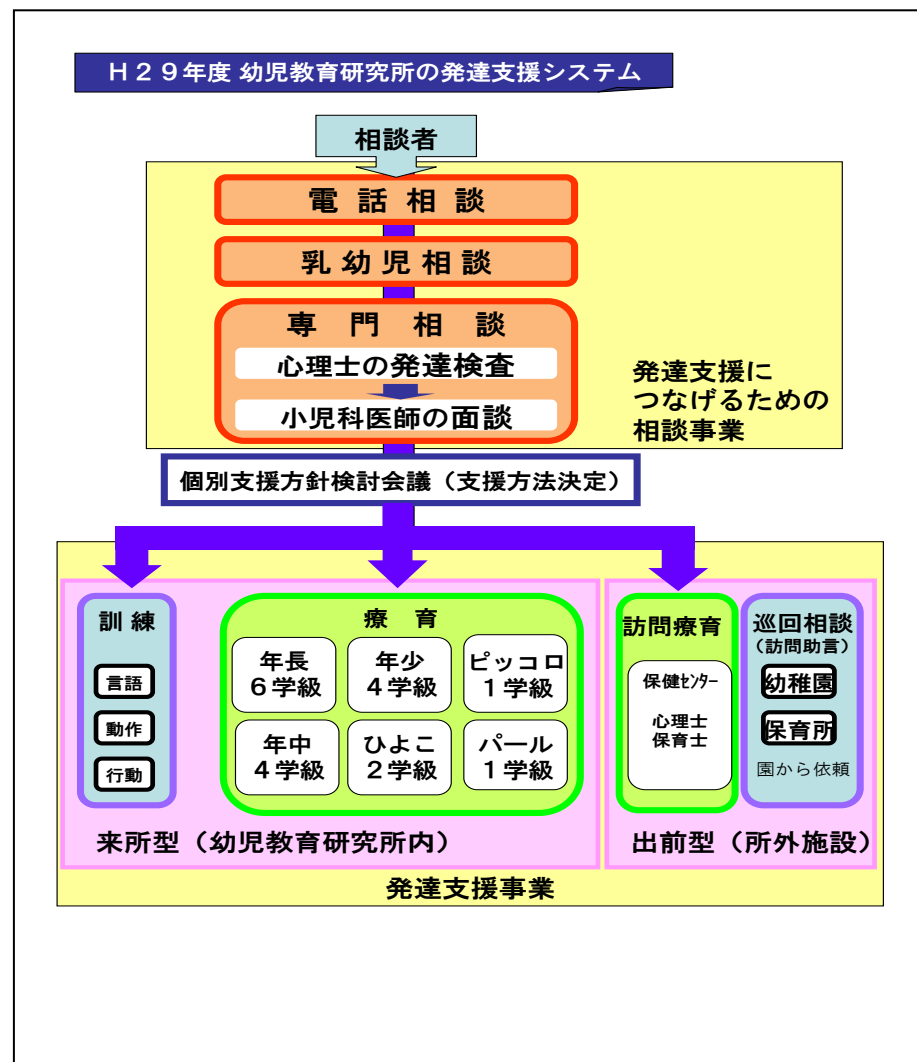 Ｈ２９年度 幼児教育研究所の発達支援システム
相談者
電 話 相 談
乳 幼 児 相 談
専 門 相 談
心理士の発達検査
小児科医師の面談
発達支援に
つなげるための
相談事業
個別支援方針検討会議（支援方法決定）
訓 練
言語
動作
行動
療 育
年長
６学級
年少
４学級
ピッコロ
１学級
年中
４学級
ひよこ
２学級
パール
１学級
来所型（幼児教育研究所内）
訪問療育
保健ｾﾝﾀｰ
心理士
保育士
巡回相談
（訪問助言）
幼稚園
保育所
園から依頼
出前型（所外施設）
発達支援事業